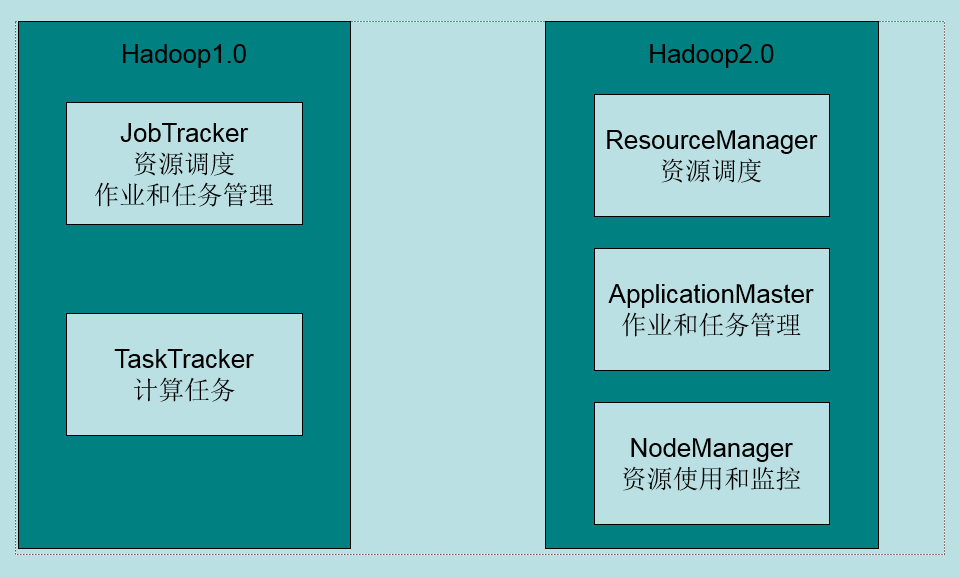 Hadoop1.0
JobTracker
资源调度
作业和任务管理
TaskTracker
计算任务
Hadoop2.0
ResourceManager
资源调度
ApplicationMaster
作业和任务管理
NodeManager
资源使用和监控